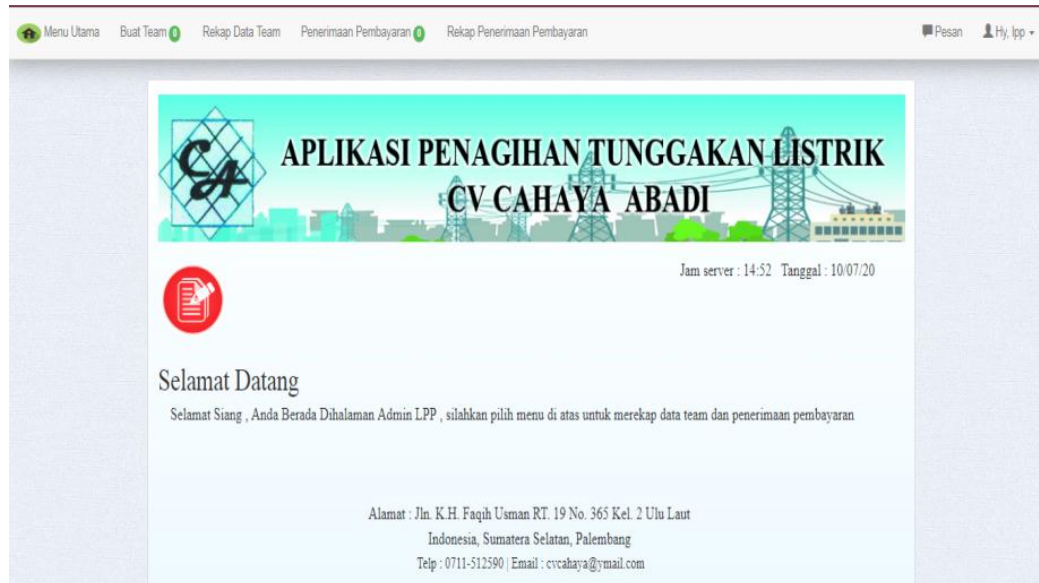 Menu Utama Buat Team 0 Rekap Data Team Penerimaan Pembayaran 0 Rekap Penerimaan Pembayaran Pesan Hy, lpp
CA
APLIKASI PENAGIHAN TUNGGAKAN LISTRIK
CV CAHAYA ABADI
Jam server : 14:52 Tanggal : 10/07/20
Selamat Datang
Selamat Siang , Anda Berada Dihalaman Admin LPP , silahkan pilih menu di atas untuk merekap data team dan penerimaan pembayaran
Alamat : Jln. K.H. Faqih Usman RT. 19 No. 365 Kel. 2 Ulu Laut
Indonesia, Sumatera Selatan, Palembang
Telp : 0711-512590 | Email : cvcahaya@ymail.com